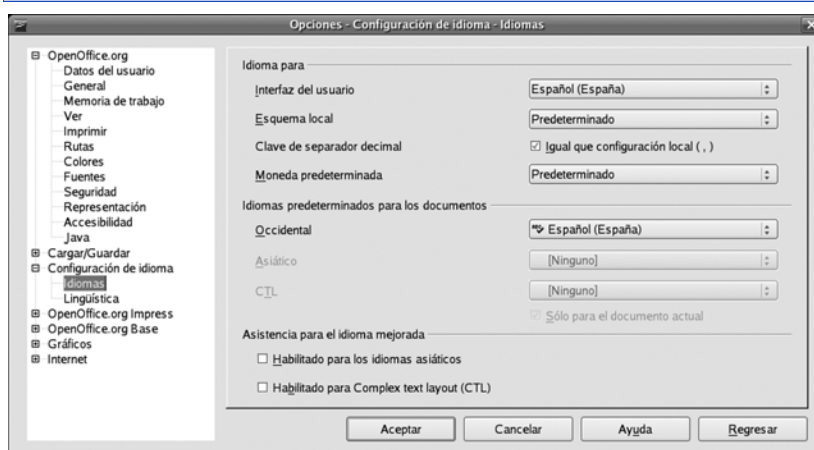 Opciones - Configuración de idioma - Idiomas
OpenOffice.org
Datos del usuario
General
Memoria de trabajo
Ver
Imprimir
Rutas
Colores
Fuentes
Seguridad
Representación
Accesibilidad
Java
Cargar/Guardar
Configuración de idioma
Idiomas
Lingüística
OpenOffice.org Impress
OpenOffice.org Base
Gráficos
Internet
Idioma para
Interfaz del usuario
Español (España)
Esquema local
Predeterminado
Clave de separador decimal
Igual que configuración local ( , )
Moneda predeterminada
Predeterminado
Idiomas predeterminados para los documentos
Occidental
Español (España)
Asiático
[Ninguno]
CTL
[Ninguno]
Sólo para el documento actual
Asistencia para el idioma mejorada
Habilitado para los idiomas asiáticos
Habilitado para Complex text layout (CTL)
Aceptar
Cancelar
Ayuda
Regresar